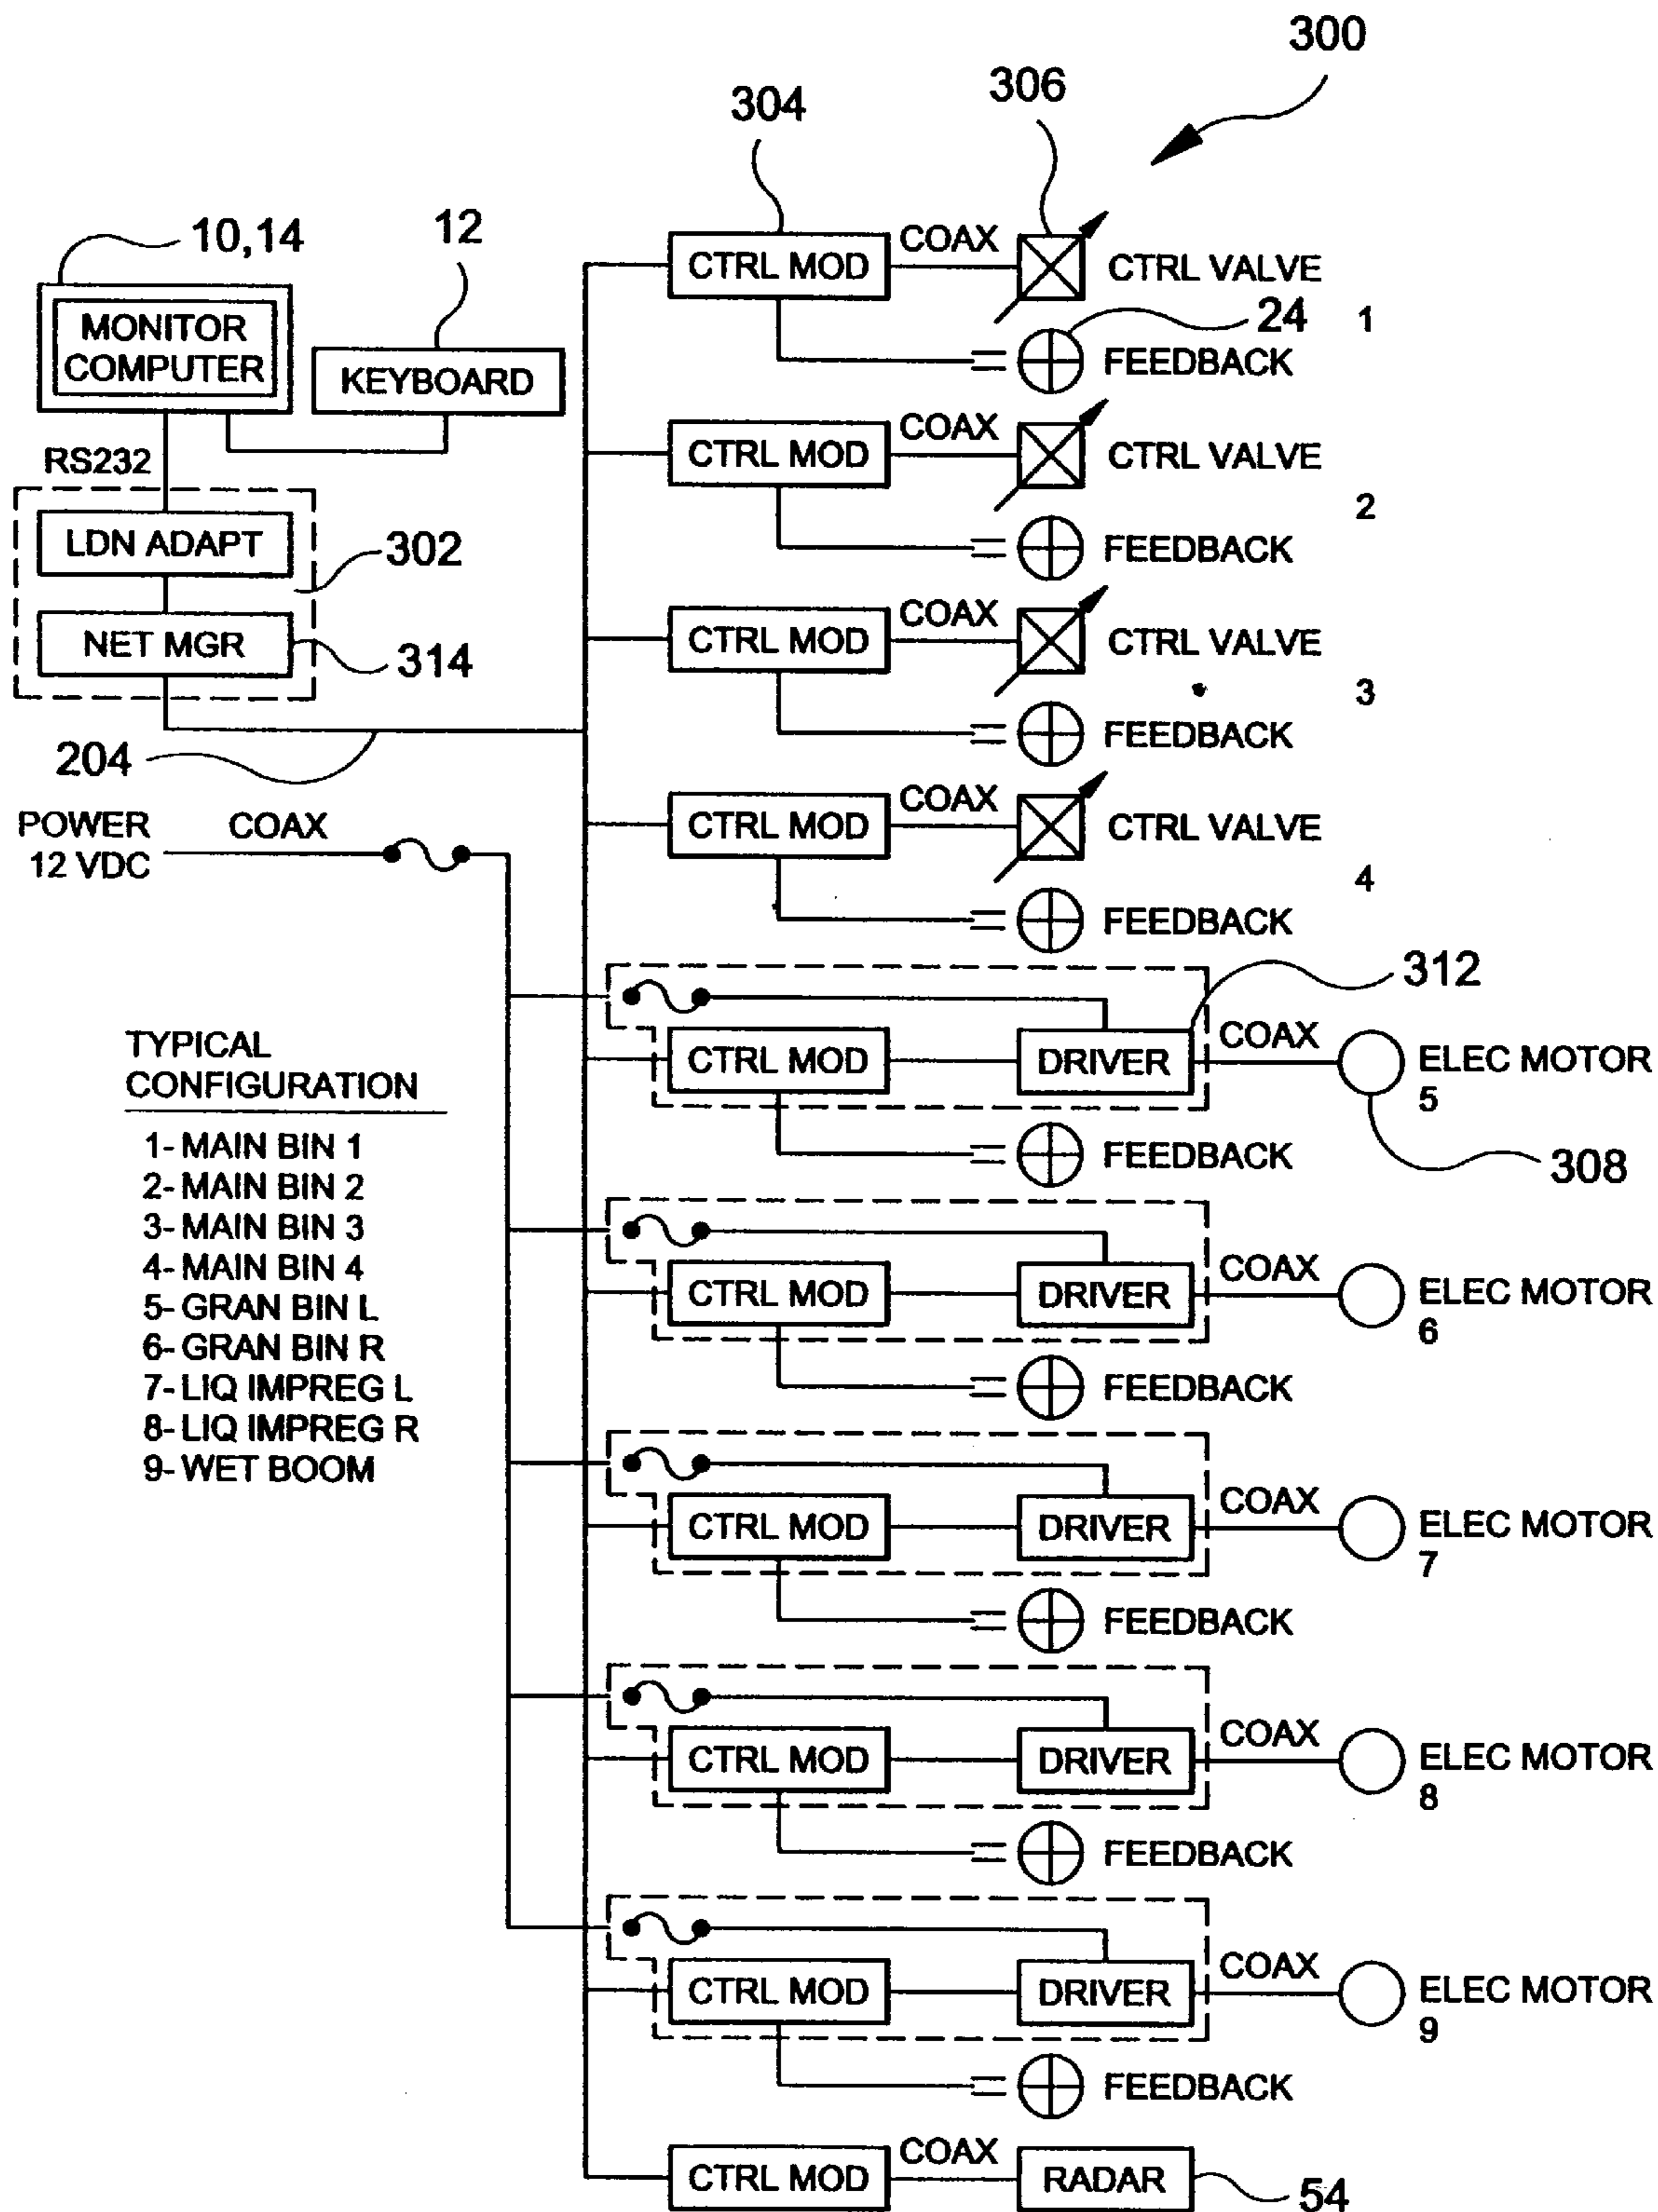 300
306
304
10,14
12
MONITOR
COMPUTER
KEYBOARD
RS232
LDN ADAPT
302
NET MGR
314
204
POWER
12 VDC
COAX
CTRL MOD
COAX
CTRL VALVE
1
24
FEEDBACK
CTRL MOD
COAX
CTRL VALVE
2
FEEDBACK
CTRL MOD
COAX
CTRL VALVE
3
FEEDBACK
CTRL MOD
COAX
CTRL VALVE
4
FEEDBACK
312
CTRL MOD
DRIVER
COAX
ELEC MOTOR
5
308
FEEDBACK
TYPICAL
CONFIGURATION
1- MAIN BIN 1
2- MAIN BIN 2
3- MAIN BIN 3
4- MAIN BIN 4
5- GRAN BIN L
6- GRAN BIN R
7- LIQ IMPREG L
8- LIQ IMPREG R
9- WET BOOM
CTRL MOD
DRIVER
COAX
ELEC MOTOR
6
FEEDBACK
CTRL MOD
DRIVER
COAX
ELEC MOTOR
7
FEEDBACK
CTRL MOD
DRIVER
COAX
ELEC MOTOR
8
FEEDBACK
CTRL MOD
DRIVER
COAX
ELEC MOTOR
9
FEEDBACK
CTRL MOD
COAX
RADAR
54